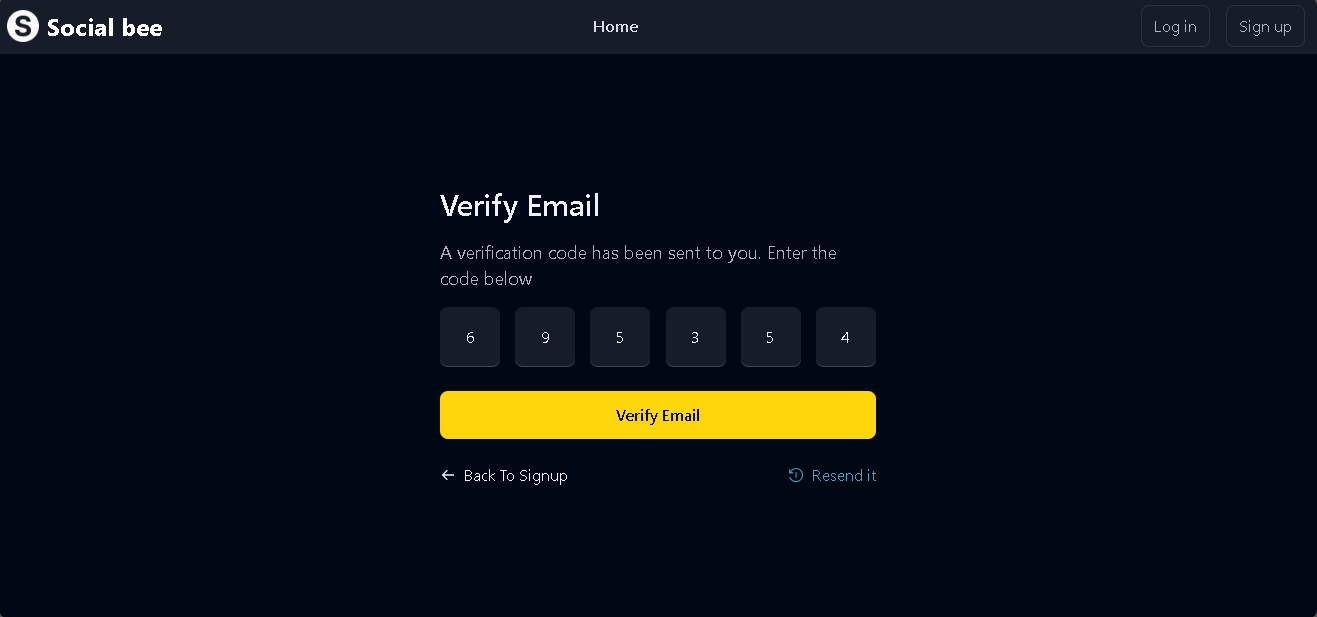 S Social bee Home Log in Sign up
Verify Email
A verification code has been sent to you. Enter the
code below
6 9 5 3 5 4
Verify Email
← Back To Signup Resend it